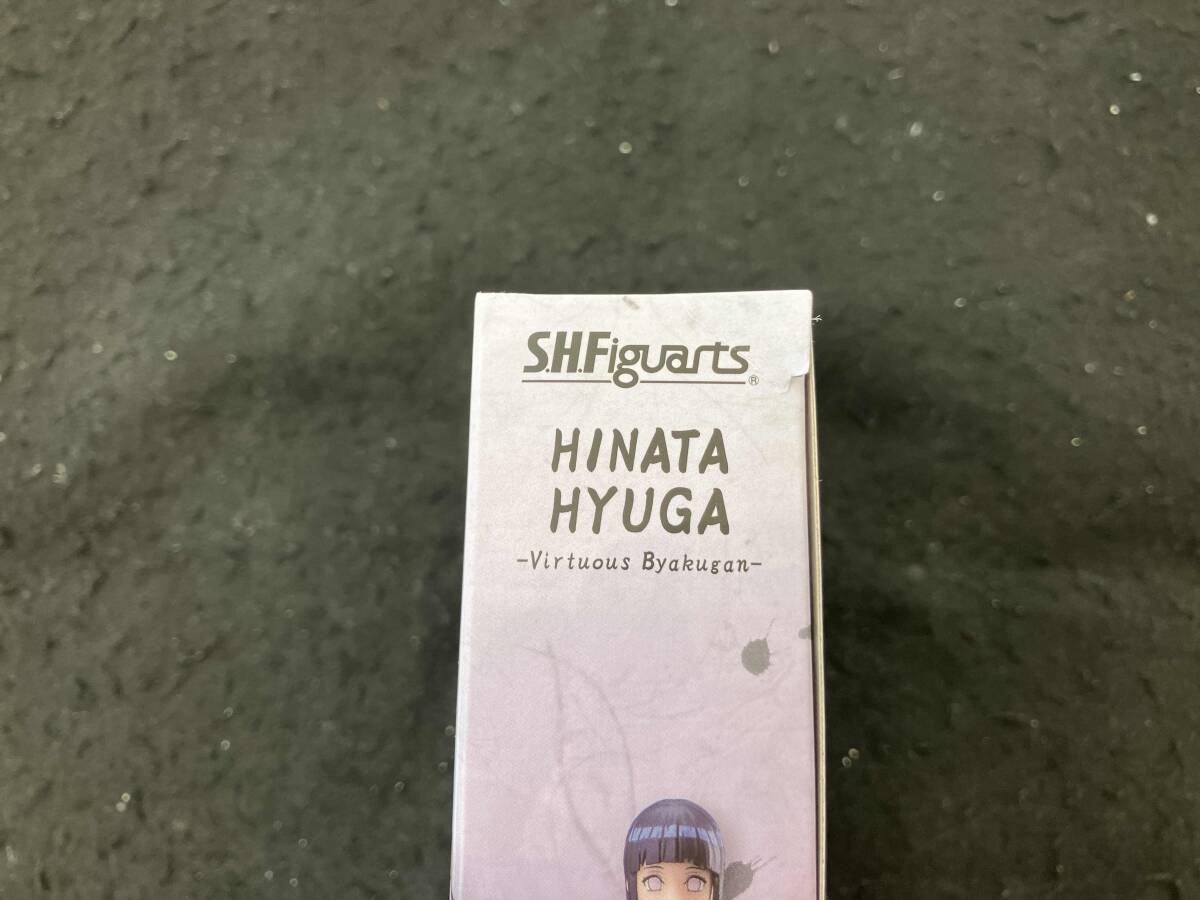 S.H.Figuarts®
HINATA
HYUGA
-Virtuous Byakugan-